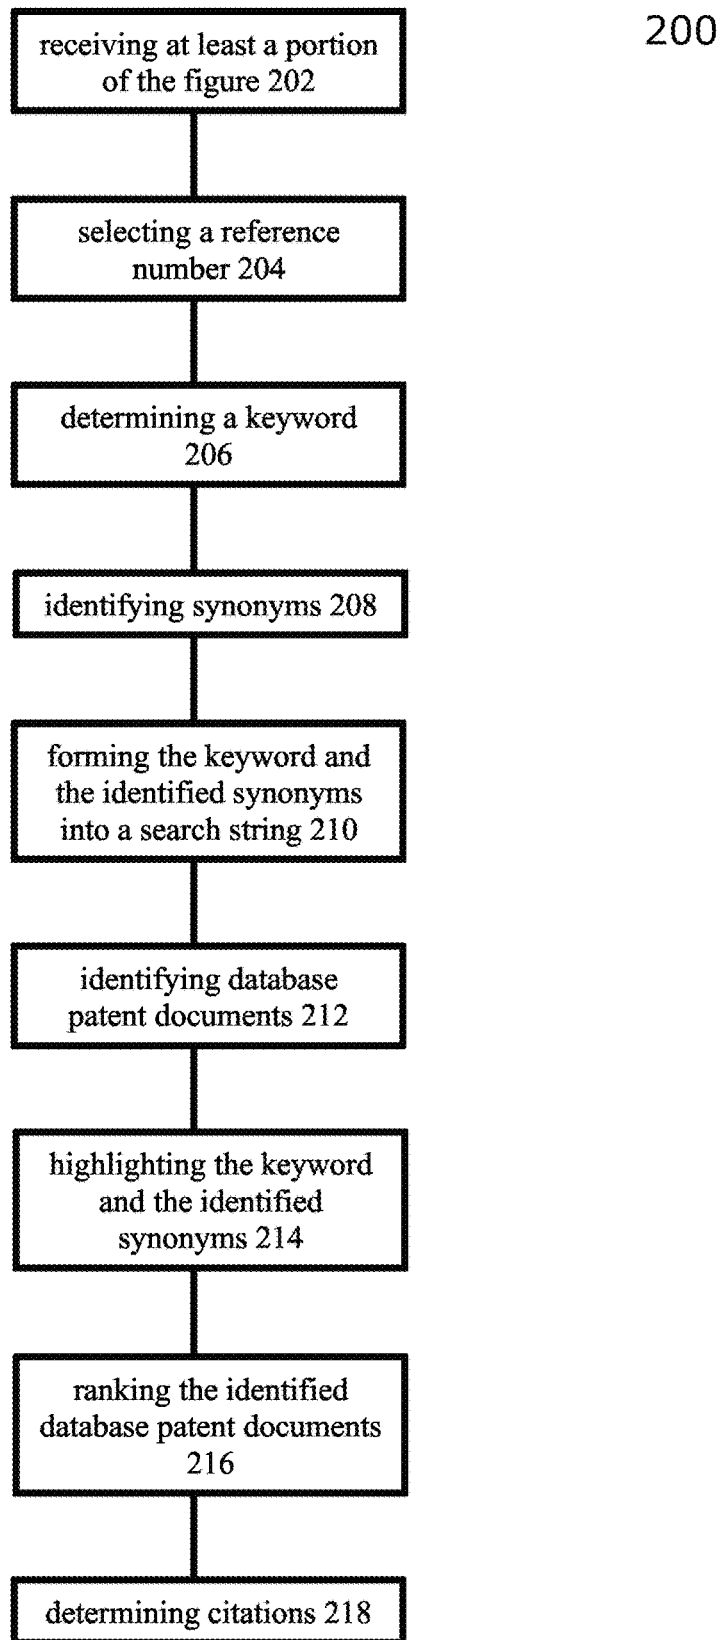 200
receiving at least a portion
of the figure 202
selecting a reference
number 204
determining a keyword
206
identifying synonyms 208
forming the keyword and
the identified synonyms
into a search string 210
identifying database
patent documents 212
highlighting the keyword
and the identified
synonyms 214
ranking the identified
database patent documents
216
determining citations 218